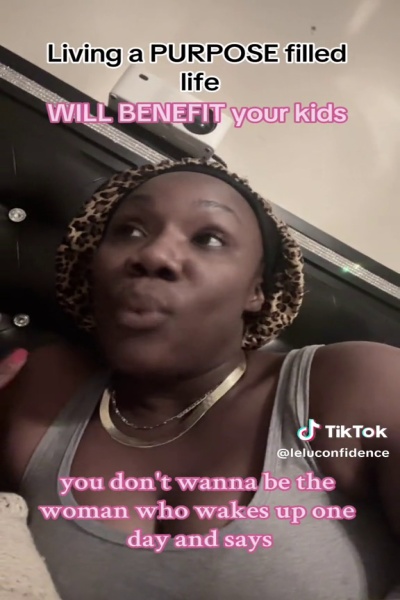 Living a PURPOSE filled
life
WILL BENEFIT your kids
TikTok
@leluconfidence
you don't wanna be the
woman who wakes up one
day and says